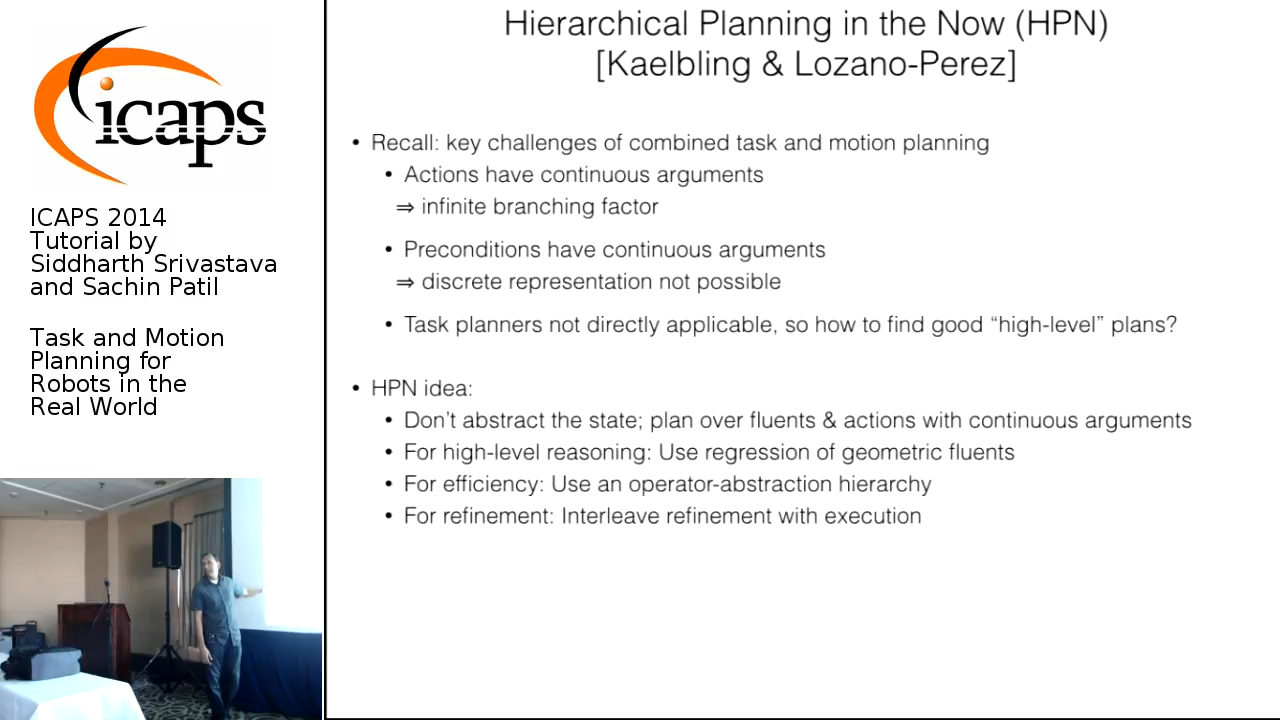 icaps
ICAPS 2014
Tutorial by
Siddharth Srivastava
and Sachin Patil
Task and Motion
Planning for
Robots in the
Real World
Hierarchical Planning in the Now (HPN)
[Kaelbling & Lozano-Perez]
• Recall: key challenges of combined task and motion planning
• Actions have continuous arguments
⇒ infinite branching factor
• Preconditions have continuous arguments
⇒ discrete representation not possible
• Task planners not directly applicable, so how to find good “high-level” plans?
• HPN idea:
• Don’t abstract the state; plan over fluents & actions with continuous arguments
• For high-level reasoning: Use regression of geometric fluents
• For efficiency: Use an operator-abstraction hierarchy
• For refinement: Interleave refinement with execution